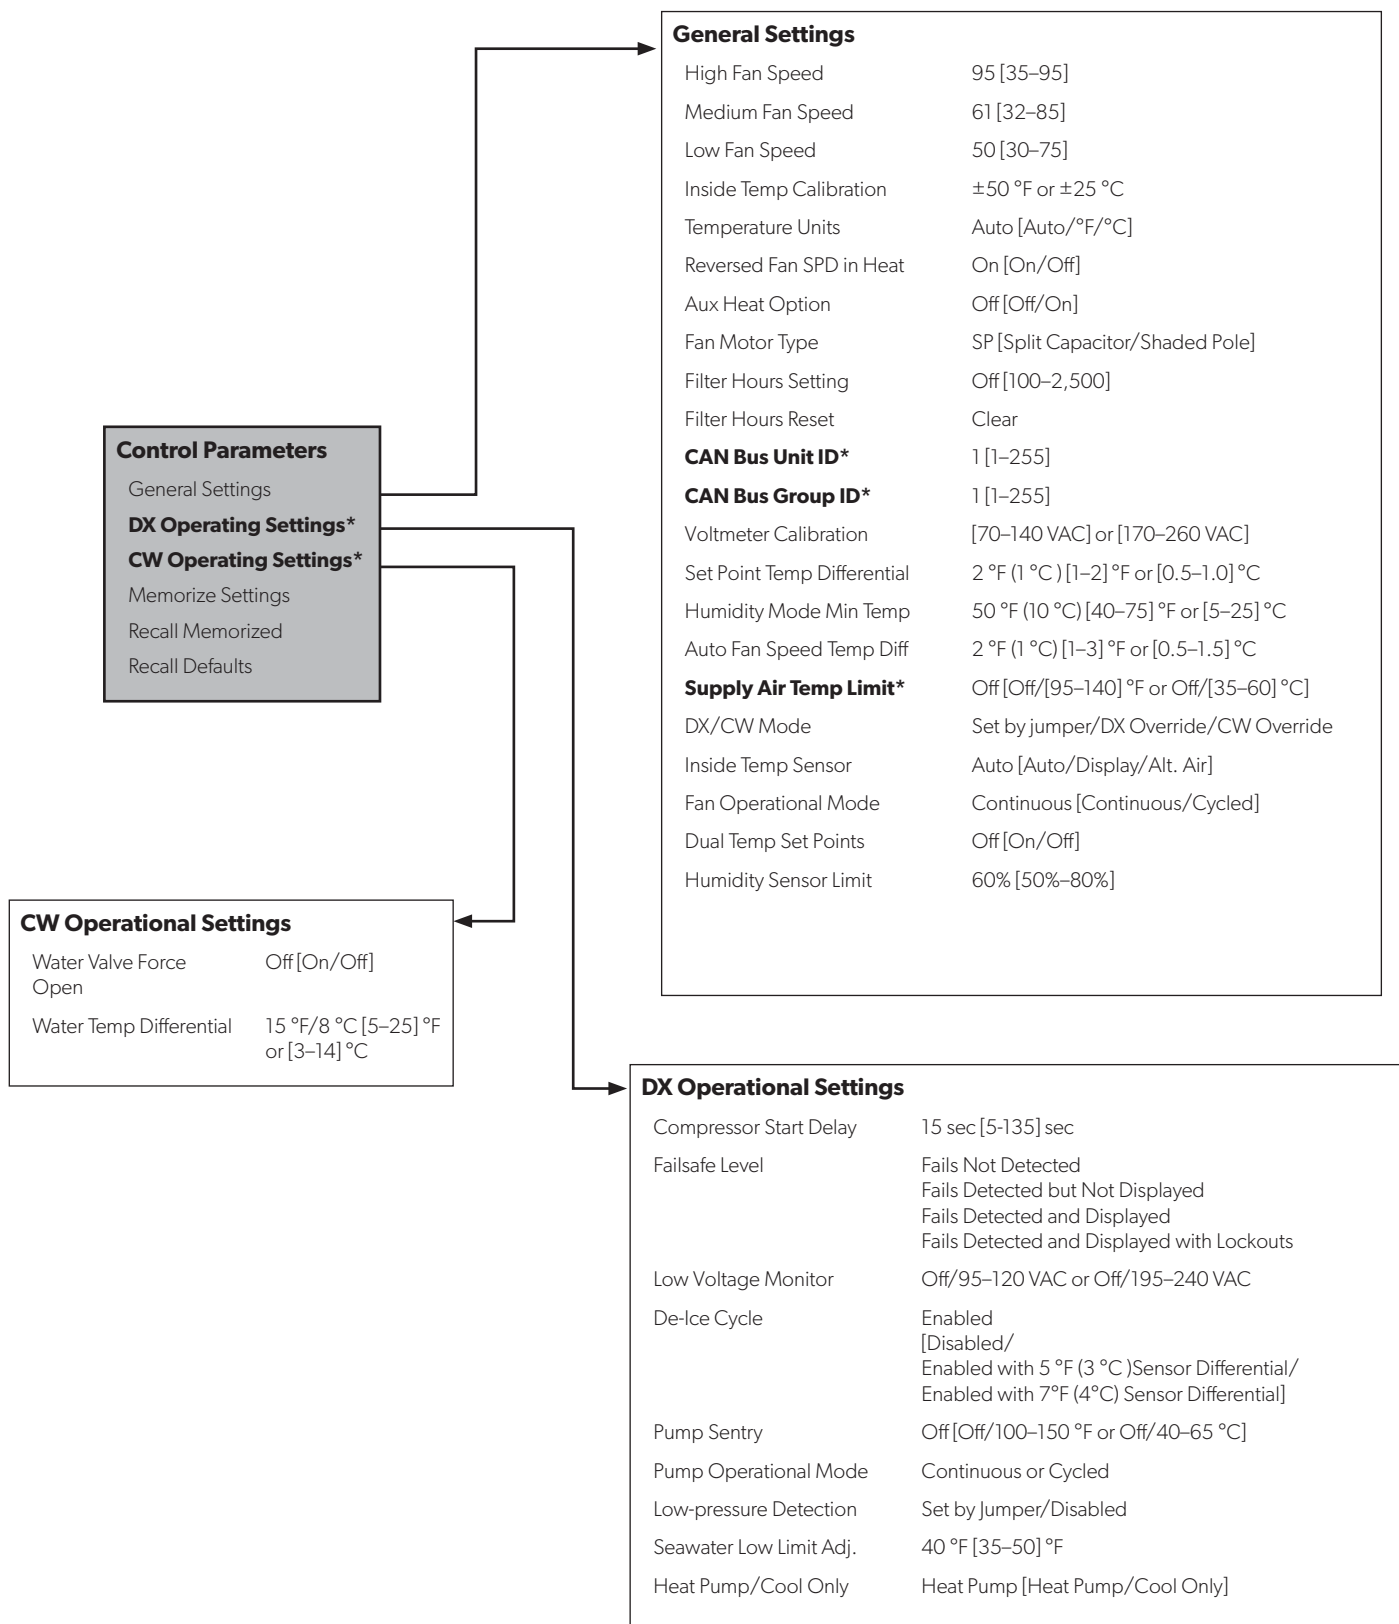 General Settings
High Fan Speed 95 [35–95]
Medium Fan Speed 61 [32–85]
Low Fan Speed 50 [30–75]
Inside Temp Calibration ±50 °F or ±25 °C
Temperature Units Auto [Auto/°F/°C]
Reversed Fan SPD in Heat On [On/Off]
Aux Heat Option Off [Off/On]
Fan Motor Type SP [Split Capacitor/Shaded Pole]
Filter Hours Setting Off [100–2,500]
Filter Hours Reset Clear
CAN Bus Unit ID* 1 [1–255]
CAN Bus Group ID* 1 [1–255]
Voltmeter Calibration [70–140 VAC] or [170–260 VAC]
Set Point Temp Differential 2 °F (1 °C ) [1–2] °F or [0.5–1.0] °C
Humidity Mode Min Temp 50 °F (10 °C) [40–75] °F or [5–25] °C
Auto Fan Speed Temp Diff 2 °F (1 °C) [1–3] °F or [0.5–1.5] °C
Supply Air Temp Limit* Off [Off/[95–140] °F or Off/[35–60] °C]
DX/CW Mode Set by jumper/DX Override/CW Override
Inside Temp Sensor Auto [Auto/Display/Alt. Air]
Fan Operational Mode Continuous [Continuous/Cycled]
Dual Temp Set Points Off [On/Off]
Humidity Sensor Limit 60% [50%–80%]
Control Parameters
General Settings
DX Operating Settings*
CW Operating Settings*
Memorize Settings
Recall Memorized
Recall Defaults
CW Operational Settings
Water Valve Force Off [On/Off]
Open
Water Temp Differential 15 °F/8 °C [5–25] °F
or [3–14] °C
DX Operational Settings
Compressor Start Delay 15 sec [5-135] sec
Failsafe Level Fails Not Detected
Fails Detected but Not Displayed
Fails Detected and Displayed
Fails Detected and Displayed with Lockouts
Low Voltage Monitor Off/95–120 VAC or Off/195–240 VAC
De-Ice Cycle Enabled
[Disabled/
Enabled with 5 °F (3 °C )Sensor Differential/
Enabled with 7°F (4°C) Sensor Differential]
Pump Sentry Off [Off/100–150 °F or Off/40–65 °C]
Pump Operational Mode Continuous or Cycled
Low-pressure Detection Set by Jumper/Disabled
Seawater Low Limit Adj. 40 °F [35–50] °F
Heat Pump/Cool Only Heat Pump [Heat Pump/Cool Only]